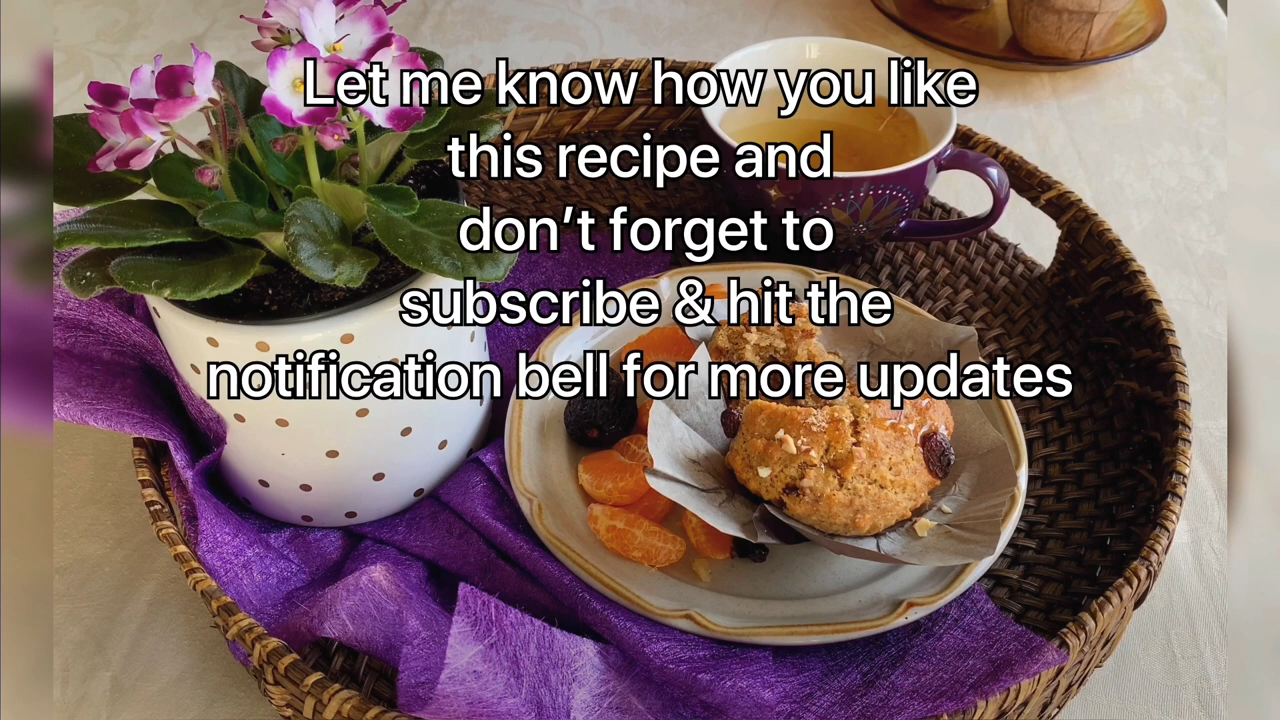 Let me know how you like
this recipe and
don’t forget to
subscribe & hit the
notification bell for more updates